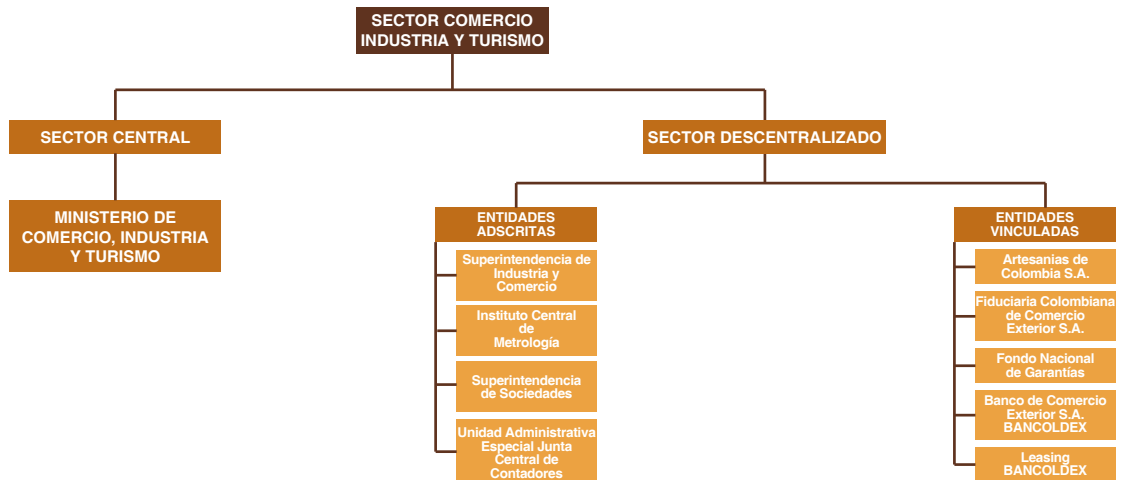 SECTOR COMERCIO
INDUSTRIA Y TURISMO
SECTOR CENTRAL
SECTOR DESCENTRALIZADO
MINISTERIO DE
COMERCIO, INDUSTRIA
Y TURISMO
ENTIDADES
ADSCRITAS
Superintendencia de
Industria y
Comercio
Instituto Central
de
Metrología
Superintendencia
de Sociedades
Unidad Administrativa
Especial Junta
Central de
Contadores
ENTIDADES
VINCULADAS
Artesanias de
Colombia S.A.
Fiduciaria Colombiana
de Comercio
Exterior S.A.
Fondo Nacional
de Garantías
Banco de Comercio
Exterior S.A.
BANCOLDEX
Leasing
BANCOLDEX